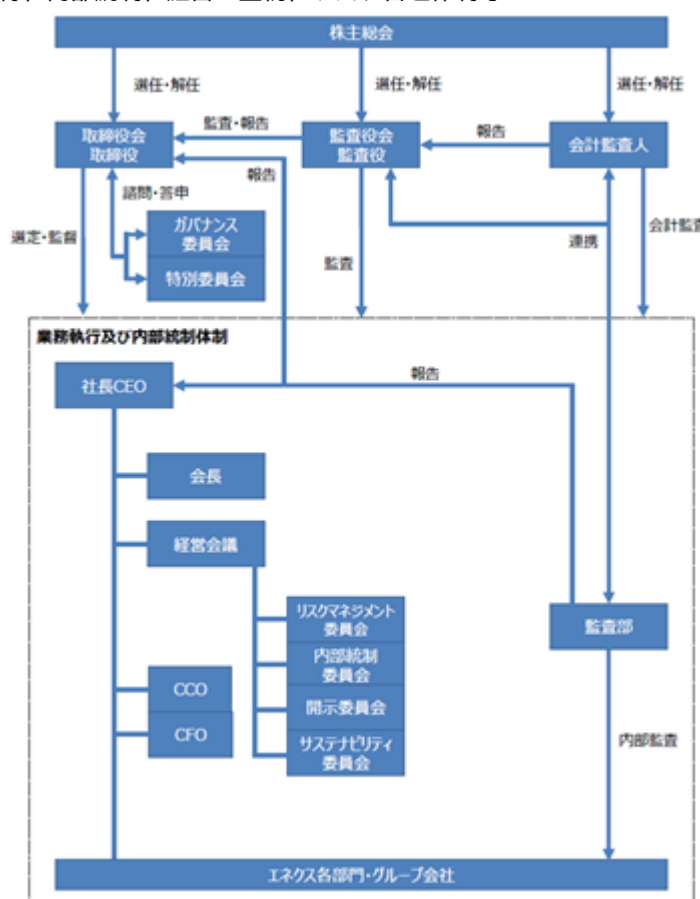 株主総会
選任・解任
選任・解任
選任・解任
取締役会
取締役
監査・報告
監査役会
監査役
報告
会計監査人
報告
諮問・答申
選定・監督
ガバナンス
委員会
特別委員会
監査
連携
会計監査
業務執行及び内部統制体制
社長CEO
報告
会長
経営会議
リスクマネジメント
委員会
内部統制
委員会
開示委員会
サステナビリティ
委員会
監査部
CCO
CFO
内部監査
エネクス各部門・グループ会社